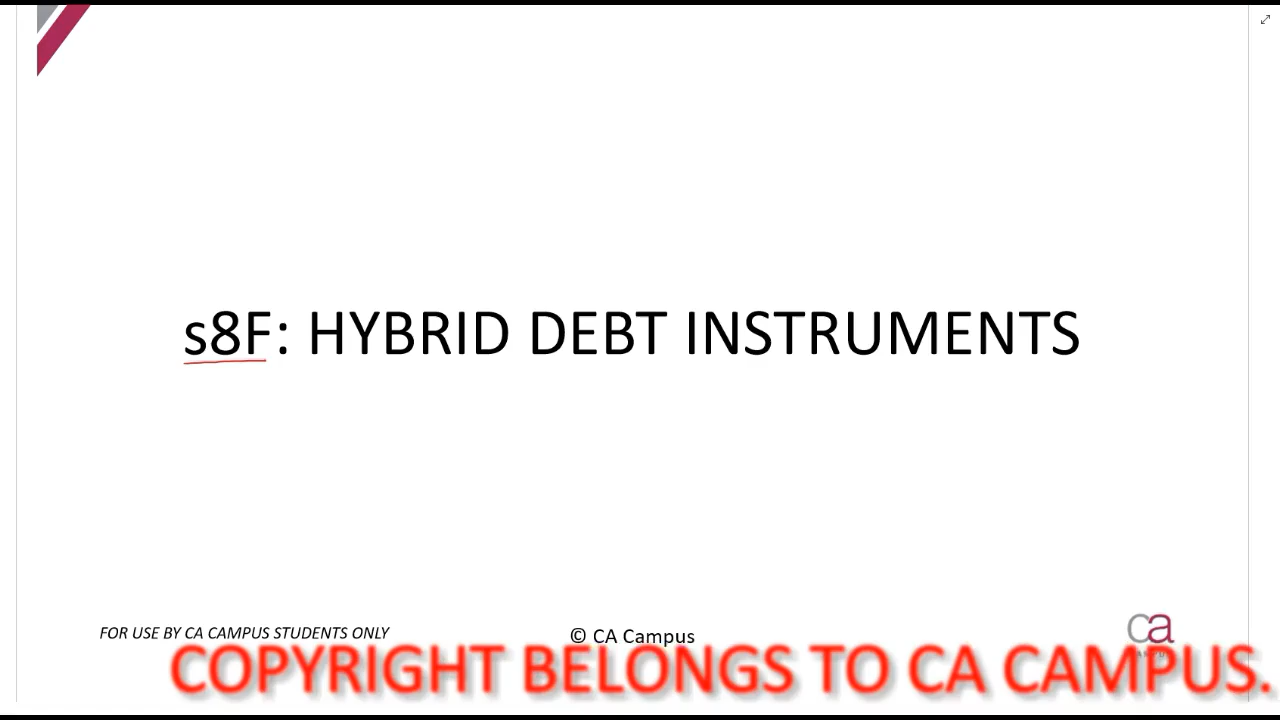 s8F: HYBRID DEBT INSTRUMENTS
FOR USE BY CA CAMPUS STUDENTS ONLY
© CA Campus
ca
COPYRIGHT BELONGS TO CA CAMPUS.